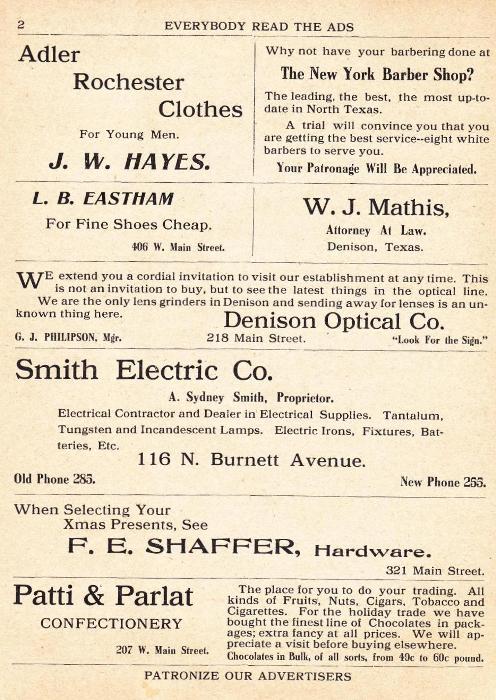 2
EVERYBODY READ THE ADS
Adler
Rochester
Clothes
For Young Men.
J. W. HAYES.
Why not have your barbering done at
The New York Barber Shop?
The leading, the best, the most up-to-
date in North Texas.
A trial will convince you that you
are getting the best service--eight white
barbers to serve you.
Your Patronage Will Be Appreciated.
L. B. EASTHAM
For Fine Shoes Cheap.
406 W. Main Street.
W. J. Mathis,
Attorney At Law.
Denison, Texas.
WE extend you a cordial invitation to visit our establishment at any time. This
is not an invitation to buy, but to see the latest things in the optical line.
We are the only lens grinders in Denison and sending away for lenses is an un-
known thing here.
Denison Optical Co.
G. J. PHILIPSON, Mgr.
218 Main Street.
"Look For the Sign."
Smith Electric Co.
A. Sydney Smith, Proprietor.
Electrical Contractor and Dealer in Electrical Supplies. Tantalum,
Tungsten and Incandescent Lamps. Electric Irons, Fixtures, Bat-
teries, Etc.
116 N. Burnett Avenue.
Old Phone 285.
New Phone 255.
When Selecting Your
Xmas Presents, See
F. E. SHAFFER, Hardware.
321 Main Street.
Patti & Parlat
CONFECTIONERY
207 W. Main Street.
The place for you to do your trading. All
kinds of Fruits, Nuts, Cigars, Tobacco and
Cigarettes. For the holiday trade we have
bought the finest line of Chocolates in pack-
ages; extra fancy at all prices. We will ap-
preciate a visit before buying elsewhere.
Chocolates in Bulk, of all sorts, from 40c to 60c pound.
PATRONIZE OUR ADVERTISERS